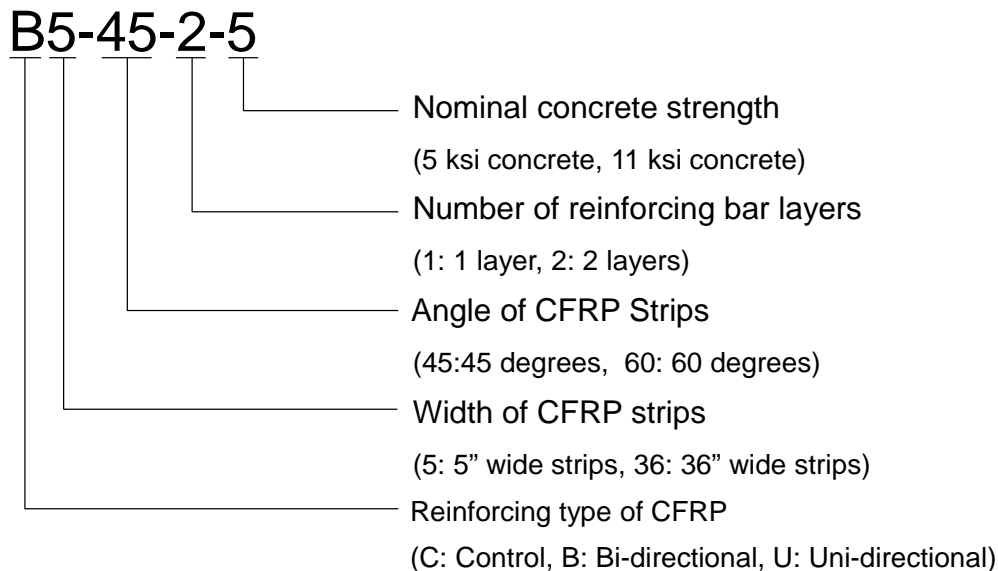 B5-45-2-5
Nominal concrete strength
(5 ksi concrete, 11 ksi concrete)
Number of reinforcing bar layers
(1: 1 layer, 2: 2 layers)
Angle of CFRP Strips
(45:45 degrees,  60: 60 degrees)
Width of CFRP strips
(5: 5” wide strips, 36: 36” wide strips)
Reinforcing type of CFRP
(C: Control, B: Bi-directional, U: Uni-directional)